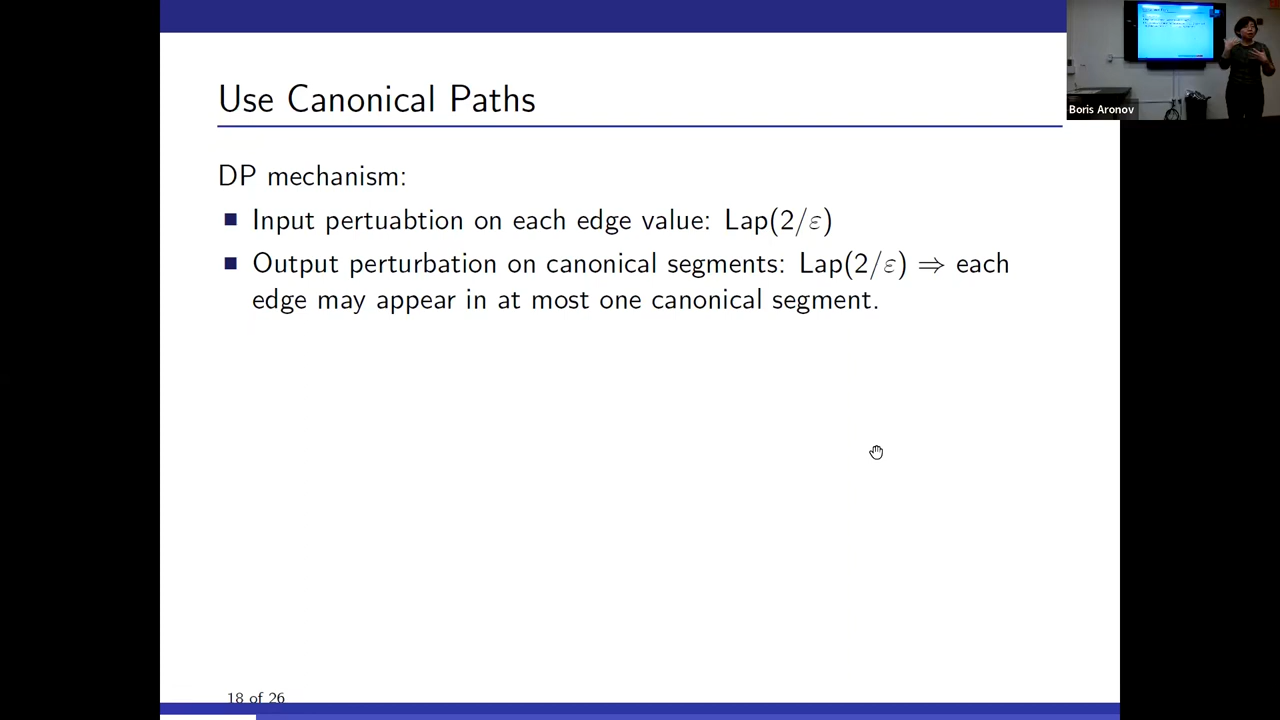 Boris Aronov
Use Canonical Paths
DP mechanism:
Input pertuabtion on each edge value: Lap(2/ε)
Output perturbation on canonical segments: Lap(2/ε) ⇒ each
edge may appear in at most one canonical segment.
18 of 26